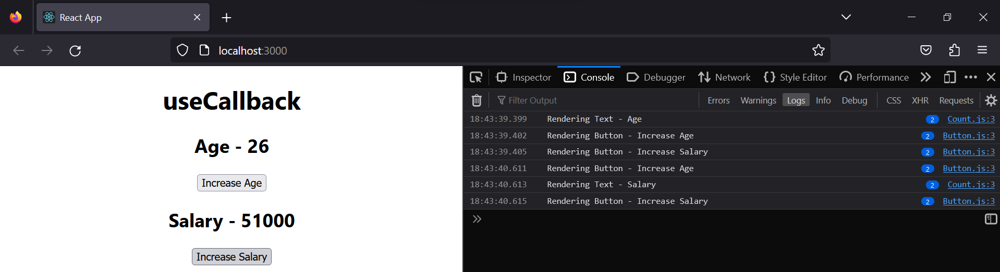 React App
localhost:3000
useCallback
Age - 26
Increase Age
Salary - 51000
Increase Salary
Inspector Console Debugger Network Style Editor Performance
Filter Output Errors Warnings Logs Info Debug CSS XHR Requests
18:43:39.399 Rendering Text - Age 2 Count.js:3
18:43:39.402 Rendering Button - Increase Age 2 Button.js:3
18:43:39.405 Rendering Button - Increase Salary 2 Button.js:3
18:43:40.611 Rendering Button - Increase Age 2 Button.js:3
18:43:40.613 Rendering Text - Salary 2 Count.js:3
18:43:40.615 Rendering Button - Increase Salary 2 Button.js:3